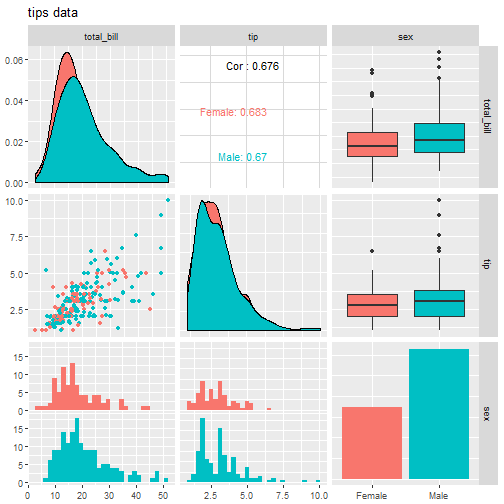 tips data
total_bill tip sex
0.06
0.04
0.02
0.00
Cor : 0.676
Female: 0.683
Male: 0.67
total_bill
10.0
7.5
5.0
2.5
tip
15
10
5
0
15
10
5
0
sex
0 10 20 30 40 50
2.5 5.0 7.5 10.0
Female Male